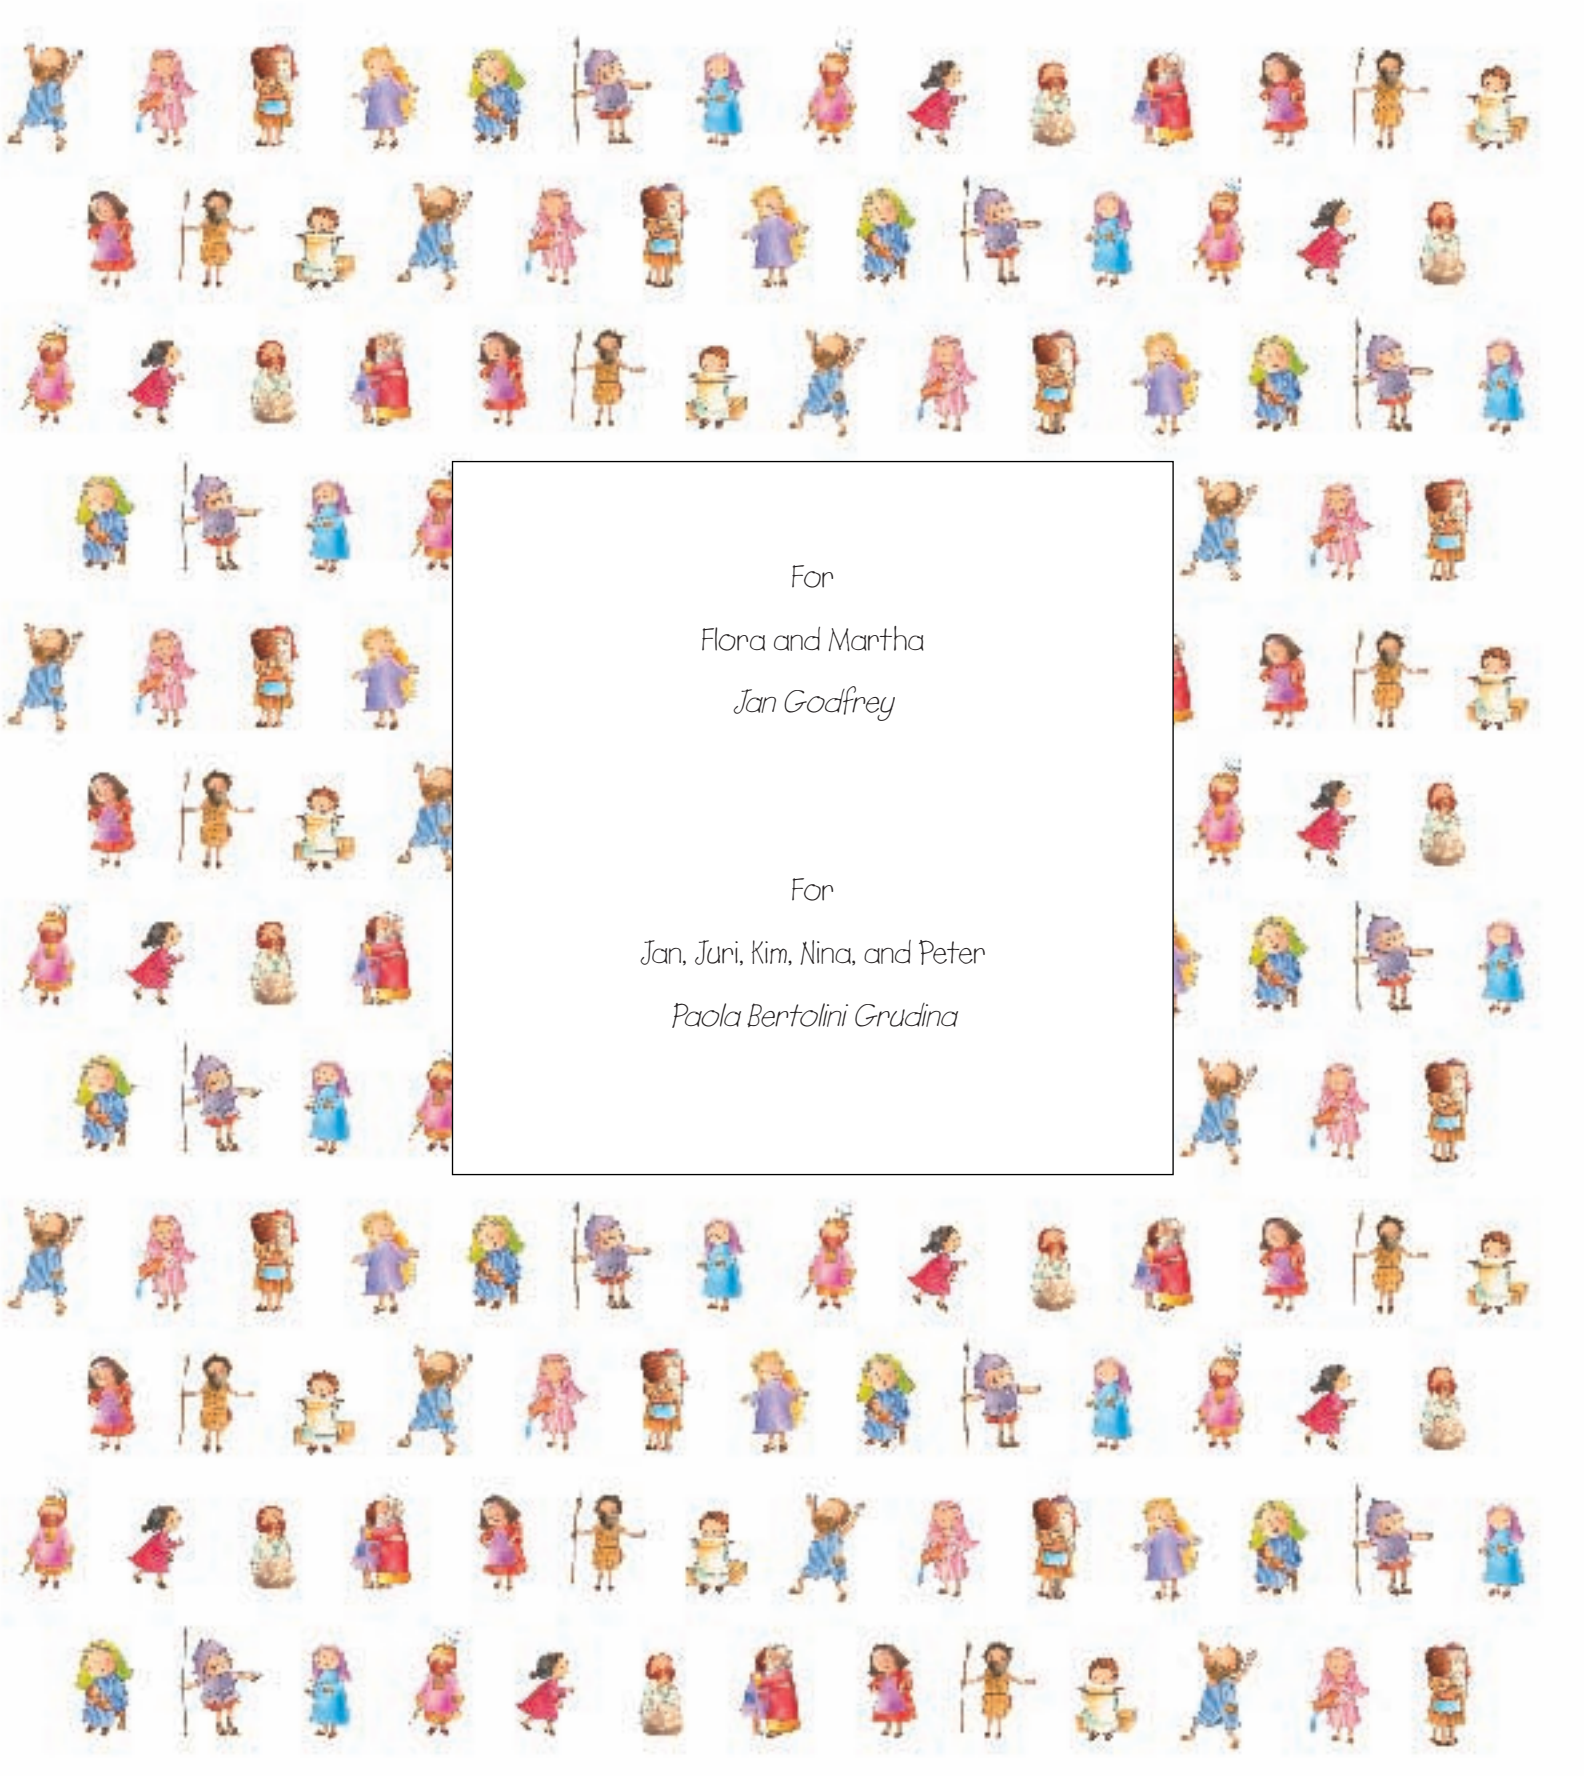 For
Flora and Martha
Jan Godfrey
For
Jan, Juri, Kim, Nina, and Peter
Paola Bertolini Grudina